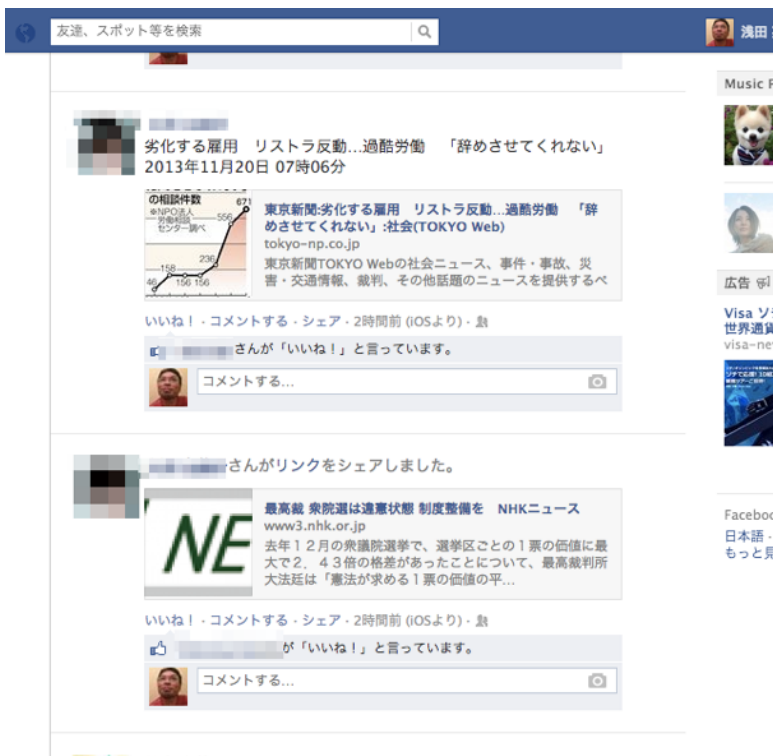 友達、スポット等を検索
浅田
Music
劣化する雇用　リストラ反動…過酷労働　「辞めさせてくれない」
2013年11月20日 07時06分
の相談件数
※NPO法人
労働相談
センター調べ
671
556
236
158
46
156 156
東京新聞:劣化する雇用　リストラ反動…過酷労働　「辞
めさせてくれない」:社会(TOKYO Web)
tokyo-np.co.jp
東京新聞TOKYO Webの社会ニュース、事件・事故、災
害・交通情報、裁判、その他話題のニュースを提供するペ
いいね！ · コメントする · シェア · 2時間前 (iOSより) ·
さんが「いいね！」と言っています。
コメントする...
広告
Visa
世界通貨
visa-ne
さんがリンクをシェアしました。
NE
最高裁 衆院選は違憲状態 制度整備を　NHKニュース
www3.nhk.or.jp
去年１２月の衆議院選挙で、選挙区ごとの１票の価値に最
大で２．４３倍の格差があったことについて、最高裁判所
大法廷は「憲法が求める１票の価値の平...
いいね！ · コメントする · シェア · 2時間前 (iOSより) ·
が「いいね！」と言っています。
コメントする...
Faceboo
日本語 ·
もっと見